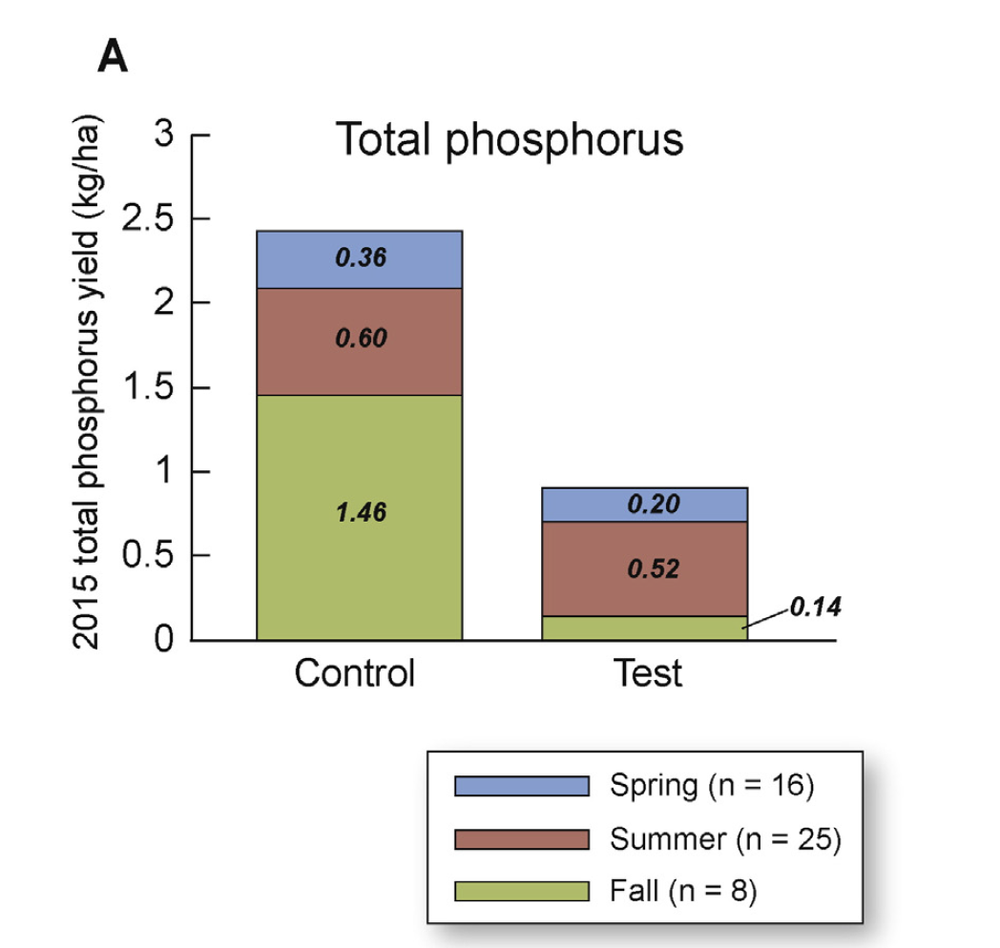 A
Total phosphorus
2015 total phosphorus yield (kg/ha)
3
2.5
2
1.5
1
0.5
0
0.36
0.60
1.46
0.20
0.52
0.14
Control
Test
Spring (n = 16)
Summer (n = 25)
Fall (n = 8)